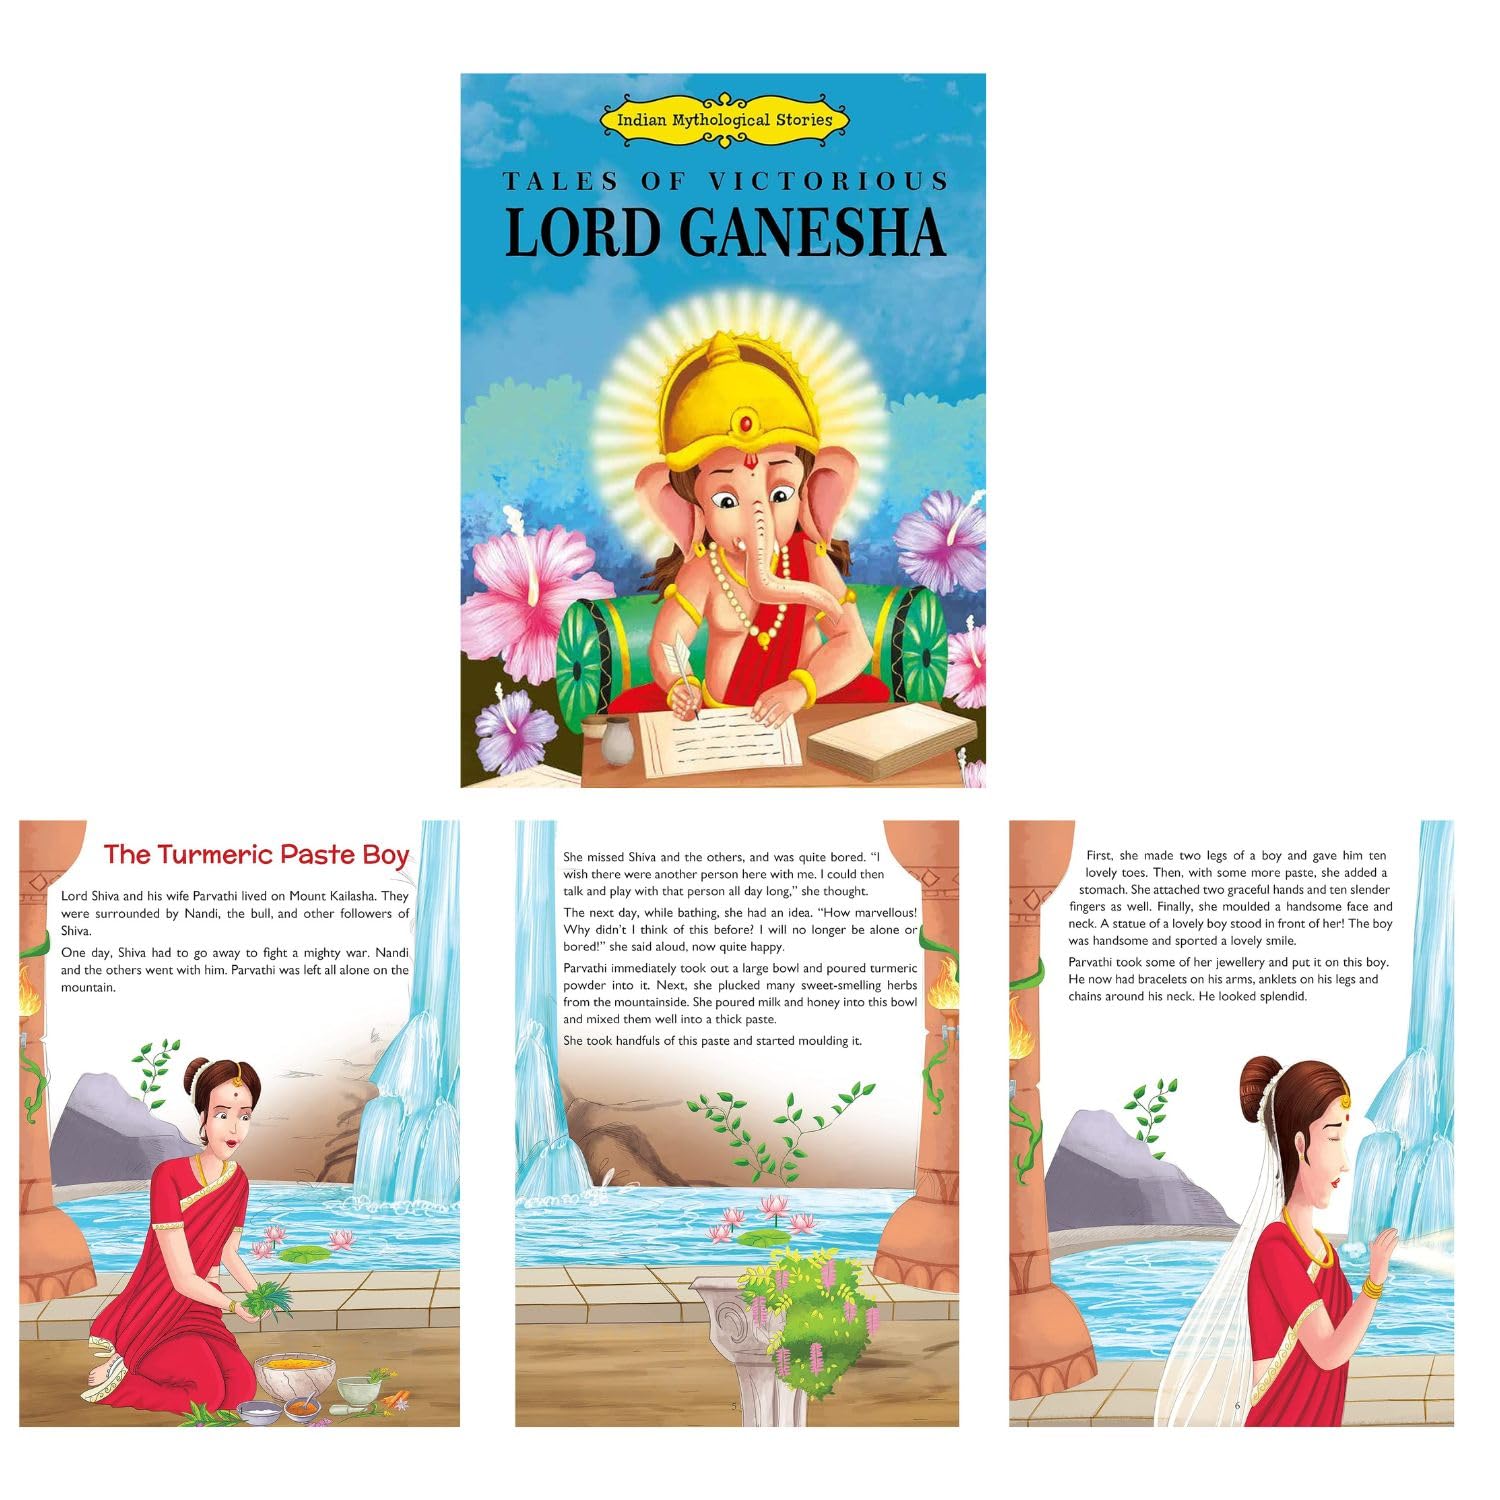 Indian Mythological Stories
TALES OF VICTORIOUS
LORD GANESHA
The Turmeric Paste Boy
Lord Shiva and his wife Parvathi lived on Mount Kailasha. They
were surrounded by Nandi, the bull, and other followers of
Shiva.
One day, Shiva had to go away to fight a mighty war. Nandi
and the others went with him. Parvathi was left all alone on the
mountain.
She missed Shiva and the others, and was quite bored. “I
wish there were another person here with me. I could then
talk and play with that person all day long,” she thought.
The next day, while bathing, she had an idea. “How marvellous!
Why didn’t I think of this before? I will no longer be alone or
bored!” she said aloud, now quite happy.
Parvathi immediately took out a large bowl and poured turmeric
powder into it. Next, she plucked many sweet-smelling herbs
from the mountainside. She poured milk and honey into this bowl
and mixed them well into a thick paste.
She took handfuls of this paste and started moulding it.
5
First, she made two legs of a boy and gave him ten
lovely toes. Then, with some more paste, she added a
stomach. She attached two graceful hands and ten slender
fingers as well. Finally, she moulded a handsome face and
neck. A statue of a lovely boy stood in front of her! The boy
was handsome and sported a lovely smile.
Parvathi took some of her jewellery and put it on this boy.
He now had bracelets on his arms, anklets on his legs and
chains around his neck. He looked splendid.
6